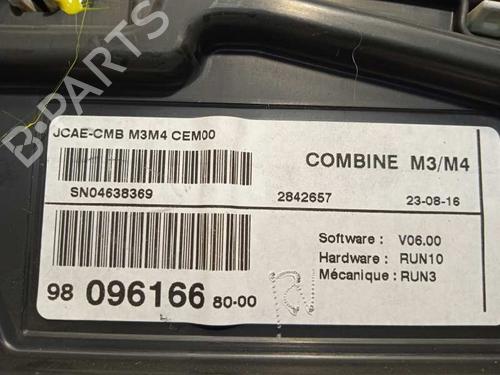 JCAE-CMB M3M4 CEM00
COMBINE M3/M4
SN04638369
2842657
23-08-16
Software : V06.00
Hardware : RUN10
Mécanique : RUN3
98 096166 80-00
B-PARTS